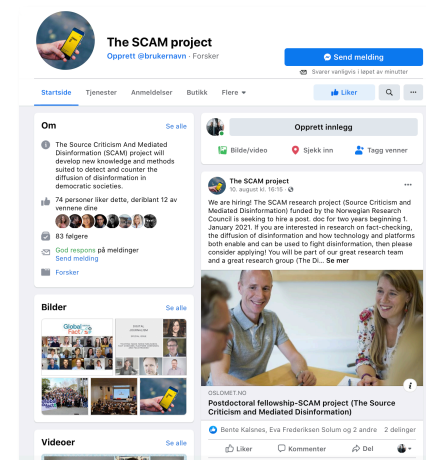 The SCAM project
Opprett @brukernavn · Forsker
Send melding
Svarer vanligvis i løpet av minutter
Startside
Tjenester
Anmeldelser
Butikk
Flere
Liker
Om
Se alle
The Source Criticism And Mediated
Disinformation (SCAM) project will
develop new knowledge and methods
suited to detect and counter the
diffusion of disinformation in
democratic societies.
74 personer liker dette, deriblant 12 av
vennene dine
83 følgere
God respons på meldinger
Send melding
Forsker
Bilder
Se alle
Global
Fact
Videoer
Se alle
Opprett innlegg
Bilde/video
Sjekk inn
Tagg venner
The SCAM project
10. august kl. 16:15 ·
We are hiring! The SCAM research project (Source Criticism and
Mediated Disinformation) funded by the Norwegian Research
Council is seeking to hire a post. doc for two years beginning 1.
January 2021. If you are interested in research on fact-checking,
the diffusion of disinformation and how technology and platforms
both enable and can be used to fight disinformation, then please
consider applying! You will be part of our great research team
and a great research group (The Di... Se mer
OSLOMET.NO
Postdoctoral fellowship-SCAM project (The Source
Criticism and Mediated Disinformation)
Bente Kalsnes, Eva Frederiksen Solum og 2 andre
2 delinger
Liker
Kommenter
Del